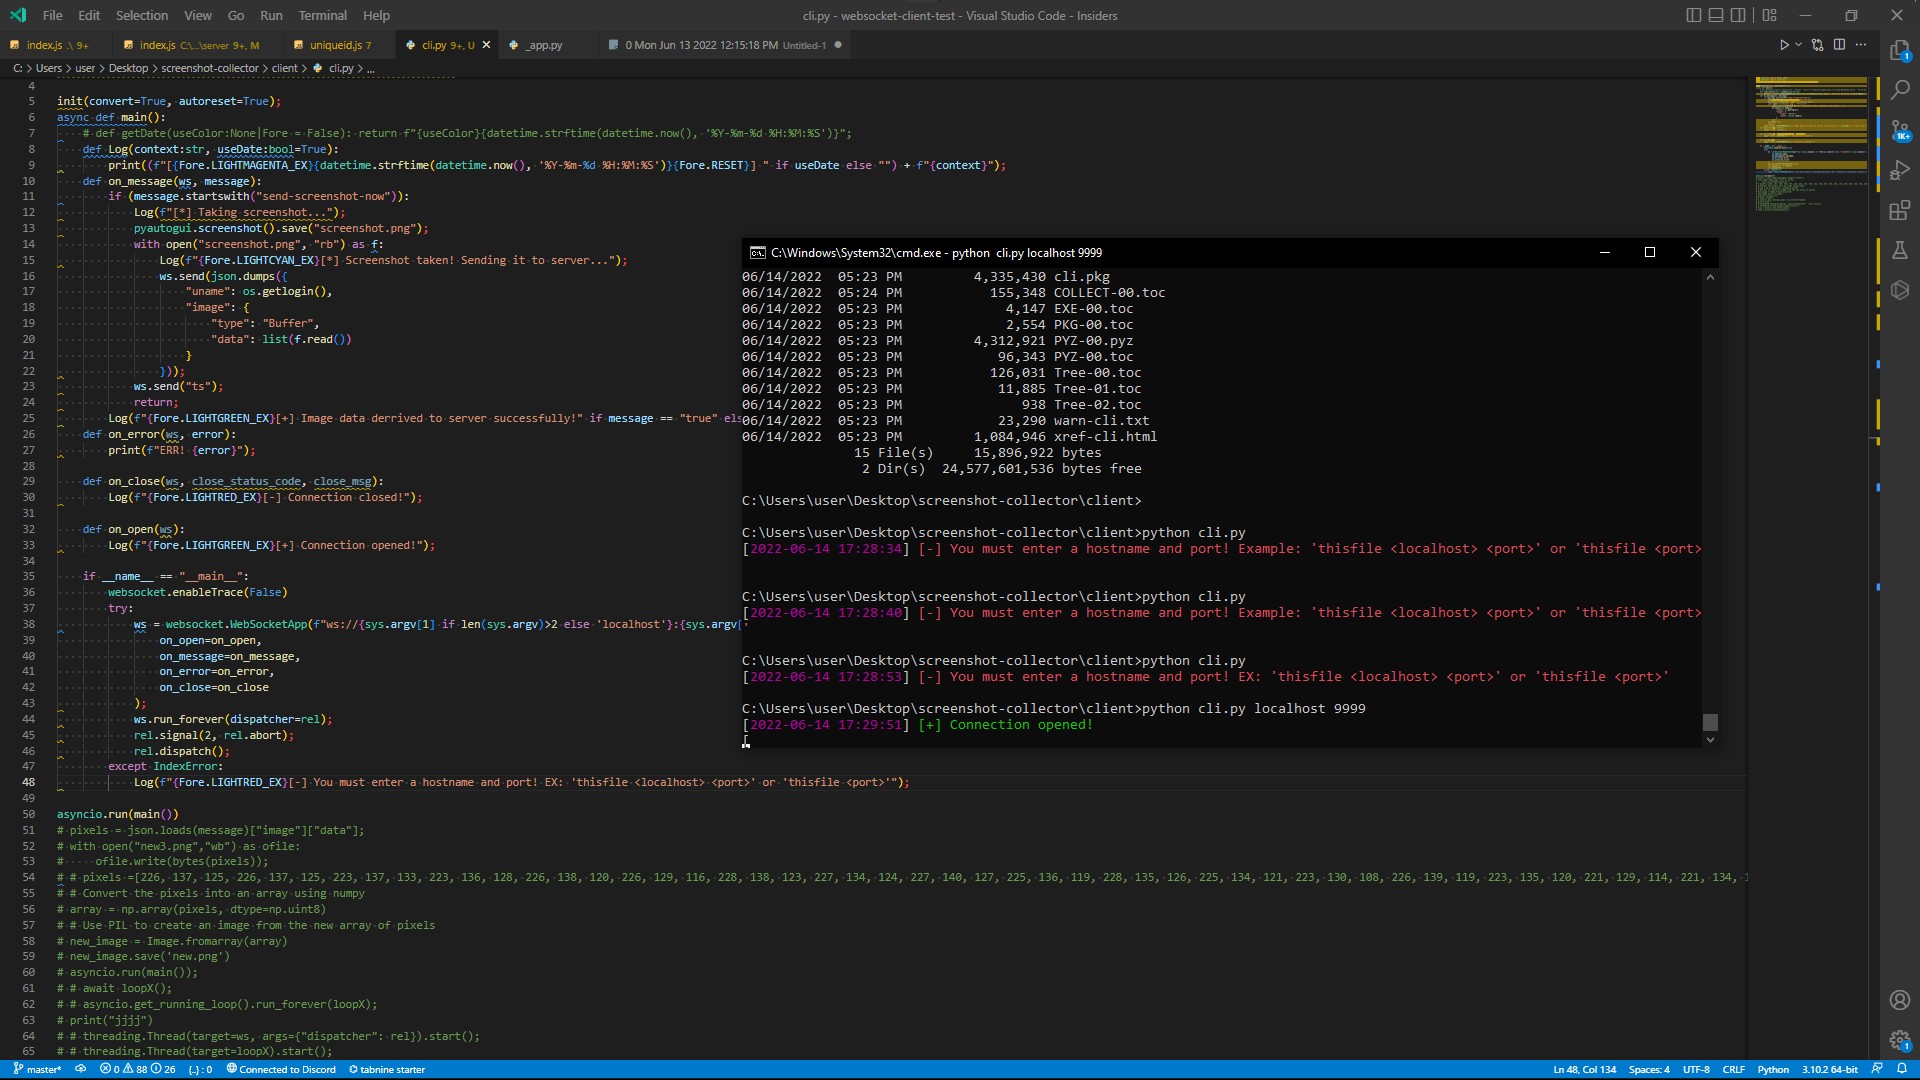 File Edit Selection View Go Run Terminal Help
cli.py - websocket-client-test - Visual Studio Code - Insiders
index.js .\ 9+
index.js C:\...\server 9+, M
uniqueid.js 7
cli.py 9+, U
_app.py
0 Mon Jun 13 2022 12:15:18 PM Untitled-1
C: > Users > user > Desktop > screenshot-collector > client > cli.py > ...
4
5 init(convert=True, autoreset=True);
6 async def main():
7 # def getDate(useColor:None|Fore = False): return f"{useColor}{datetime.strftime(datetime.now(), '%Y-%m-%d %H:%M:%S')}";
8 def Log(context:str, useDate:bool=True):
9 print((f"[{Fore.LIGHTMAGENTA_EX}{datetime.strftime(datetime.now(), '%Y-%m-%d %H:%M:%S')}{Fore.RESET}] " if useDate else "") + f"{context}");
10 def on_message(ws, message):
11 if (message.startswith("send-screenshot-now")):
12 Log(f"[*] Taking screenshot...");
13 pyautogui.screenshot().save("screenshot.png");
14 with open("screenshot.png", "rb") as f:
15 Log(f"{Fore.LIGHTCYAN_EX}[*] Screenshot taken! Sending it to server...");
16 ws.send(json.dumps({
17 "uname": os.getlogin(),
18 "image": {
19 "type": "Buffer",
20 "data": list(f.read())
21 }
22 }));
23 ws.send("ts");
24 return;
25 Log(f"{Fore.LIGHTGREEN_EX}[+] Image data derrived to server successfully!" if message == "true" els
26 def on_error(ws, error):
27 print(f"ERR! {error}");
28
29 def on_close(ws, close_status_code, close_msg):
30 Log(f"{Fore.LIGHTRED_EX}[-] Connection closed!");
31
32 def on_open(ws):
33 Log(f"{Fore.LIGHTGREEN_EX}[+] Connection opened!");
34
35 if __name__ == "__main__":
36 websocket.enableTrace(False)
37 try:
38 ws = websocket.WebSocketApp(f"ws://{sys.argv[1] if len(sys.argv)>2 else 'localhost'}:{sys.argv[
39 on_open=on_open,
40 on_message=on_message,
41 on_error=on_error,
42 on_close=on_close
43 );
44 ws.run_forever(dispatcher=rel);
45 rel.signal(2, rel.abort);
46 rel.dispatch();
47 except IndexError:
48 Log(f"{Fore.LIGHTRED_EX}[-] You must enter a hostname and port! EX: 'thisfile <localhost> <port>' or 'thisfile <port>'");
49
50 asyncio.run(main())
51 # pixels = json.loads(message)["image"]["data"];
52 # with open("new3.png","wb") as ofile:
53 # ofile.write(bytes(pixels));
54 # # pixels =[226, 137, 125, 226, 137, 125, 223, 137, 133, 223, 136, 128, 226, 138, 120, 226, 129, 116, 228, 138, 123, 227, 134, 124, 227, 140, 127, 225, 136, 119, 228, 135, 126, 225, 134, 121, 223, 130, 108, 226, 139, 119, 223, 135, 120, 221, 129, 114, 221, 134, 1
55 # # Convert the pixels into an array using numpy
56 # array = np.array(pixels, dtype=np.uint8)
57 # # Use PIL to create an image from the new array of pixels
58 # new_image = Image.fromarray(array)
59 # new_image.save('new.png')
60 # asyncio.run(main());
61 # # await loopX();
62 # # asyncio.get_running_loop().run_forever(loopX);
63 # print("jjjj")
64 # # threading.Thread(target=ws, args={"dispatcher": rel}).start();
65 # # threading.Thread(target=loopX).start();
C:\Windows\System32\cmd.exe - python cli.py localhost 9999
06/14/2022 05:23 PM 4,335,430 cli.pkg
06/14/2022 05:24 PM 155,348 COLLECT-00.toc
06/14/2022 05:23 PM 4,147 EXE-00.toc
06/14/2022 05:23 PM 2,554 PKG-00.toc
06/14/2022 05:23 PM 4,312,921 PYZ-00.pyz
06/14/2022 05:23 PM 96,343 PYZ-00.toc
06/14/2022 05:23 PM 126,031 Tree-00.toc
06/14/2022 05:23 PM 11,885 Tree-01.toc
06/14/2022 05:23 PM 938 Tree-02.toc
06/14/2022 05:23 PM 23,290 warn-cli.txt
06/14/2022 05:23 PM 1,084,946 xref-cli.html
15 File(s) 15,896,922 bytes
2 Dir(s) 24,577,601,536 bytes free
C:\Users\user\Desktop\screenshot-collector\client>
C:\Users\user\Desktop\screenshot-collector\client>python cli.py
[2022-06-14 17:28:34] [-] You must enter a hostname and port! Example: 'thisfile <localhost> <port>' or 'thisfile <port>
C:\Users\user\Desktop\screenshot-collector\client>python cli.py
[2022-06-14 17:28:40] [-] You must enter a hostname and port! Example: 'thisfile <localhost> <port>' or 'thisfile <port>
'
C:\Users\user\Desktop\screenshot-collector\client>python cli.py
[2022-06-14 17:28:53] [-] You must enter a hostname and port! EX: 'thisfile <localhost> <port>' or 'thisfile <port>'
C:\Users\user\Desktop\screenshot-collector\client>python cli.py localhost 9999
[2022-06-14 17:29:51] [+] Connection opened!
[
1
1K+
1
master* 0 88 26 {..} : 0 Connected to Discord tabnine starter
Ln 48, Col 134 Spaces: 4 UTF-8 CRLF Python 3.10.2 64-bit